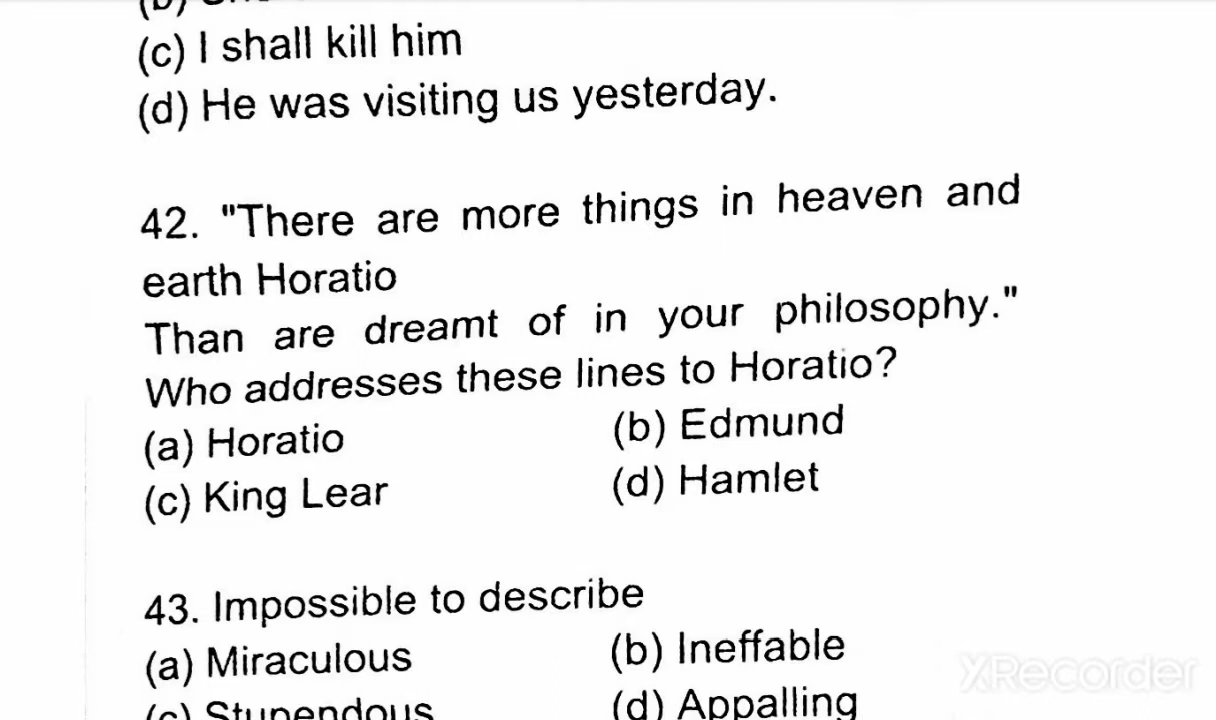 (c) I shall kill him
(d) He was visiting us yesterday.
42. "There are more things in heaven and
earth Horatio
Than are dreamt of in your philosophy."
Who addresses these lines to Horatio?
(a) Horatio (b) Edmund
(c) King Lear (d) Hamlet
43. Impossible to describe
(a) Miraculous (b) Ineffable
(c) Stupendous (d) Appalling
XRecorder